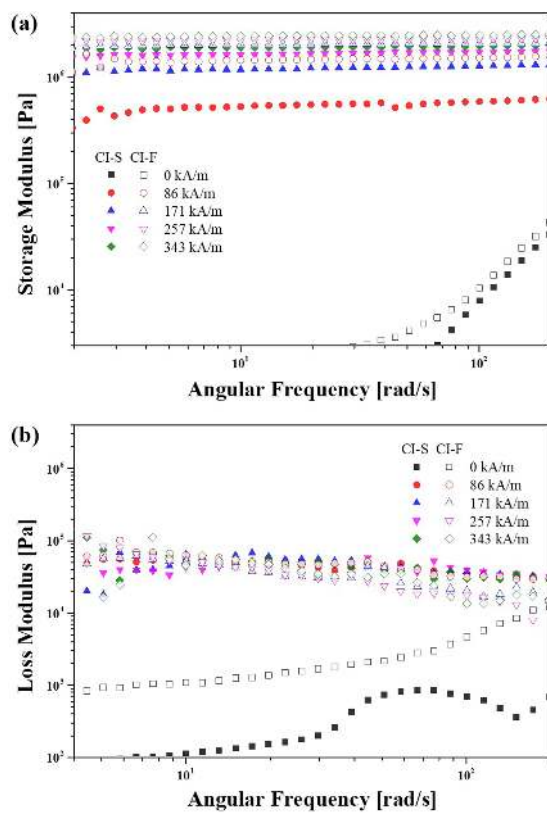 (a)
Storage Modulus [Pa]
CI-S CI-F
0 kA/m
86 kA/m
171 kA/m
257 kA/m
343 kA/m
Angular Frequency [rad/s]
(b)
Loss Modulus [Pa]
CI-S CI-F
0 kA/m
86 kA/m
171 kA/m
257 kA/m
343 kA/m
Angular Frequency [rad/s]